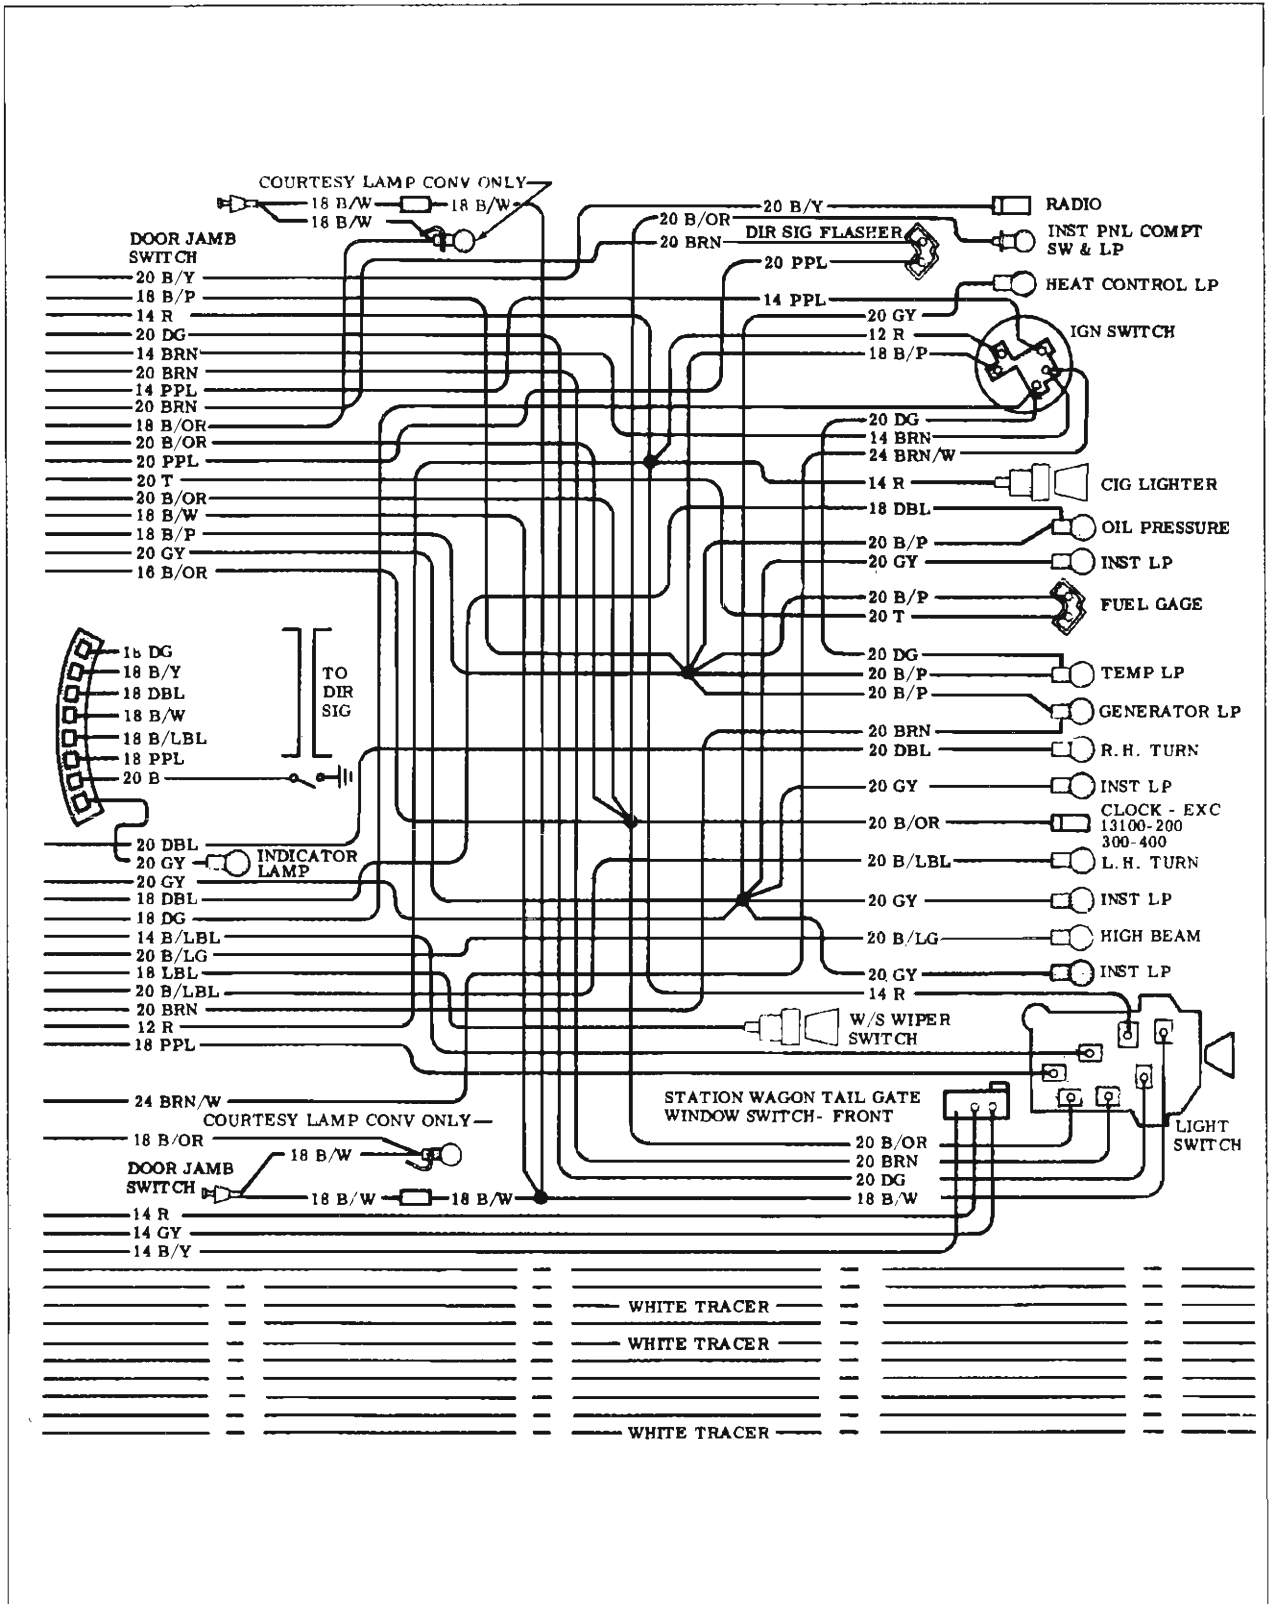 COURTESY LAMP CONV ONLY
18 B/W
18 B/W
18 B/W
DOOR JAMB
SWITCH
20 B/Y
18 B/P
14 R
20 DG
14 BRN
20 BRN
14 PPL
20 BRN
18 B/OR
20 B/OR
20 PPL
20 T
20 B/OR
18 B/W
18 B/P
20 GY
18 B/OR
20 B/Y
RADIO
20 B/OR
INST PNL COMPT
SW & LP
20 BRN
DIR SIG FLASHER
20 PPL
HEAT CONTROL LP
14 PPL
20 GY
12 R
IGN SWITCH
18 B/P
20 DG
14 BRN
24 BRN/W
14 R
CIG LIGHTER
18 DBL
OIL PRESSURE
20 B/P
20 GY
INST LP
20 B/P
FUEL GAGE
20 T
20 DG
20 B/P
TEMP LP
20 B/P
GENERATOR LP
20 BRN
20 DBL
R.H. TURN
20 GY
INST LP
20 B/OR
CLOCK - EXC
13100-200
300-400
20 B/LBL
L.H. TURN
20 GY
INST LP
20 B/LG
HIGH BEAM
20 GY
INST LP
14 R
18 DG
18 B/Y
18 DBL
18 B/W
18 B/LBL
18 PPL
20 B
TO
DIR
SIG
20 DBL
20 GY
INDICATOR
LAMP
20 GY
18 DBL
18 DG
14 B/LBL
20 B/LG
18 LBL
20 B/LBL
20 BRN
12 R
18 PPL
24 BRN/W
W/S WIPER
SWITCH
STATION WAGON TAIL GATE
WINDOW SWITCH- FRONT
LIGHT
SWITCH
COURTESY LAMP CONV ONLY
18 B/OR
18 B/W
DOOR JAMB
SWITCH
18 B/W
18 B/W
20 B/OR
20 BRN
20 DG
18 B/W
14 R
14 GY
14 B/Y
WHITE TRACER
WHITE TRACER
WHITE TRACER